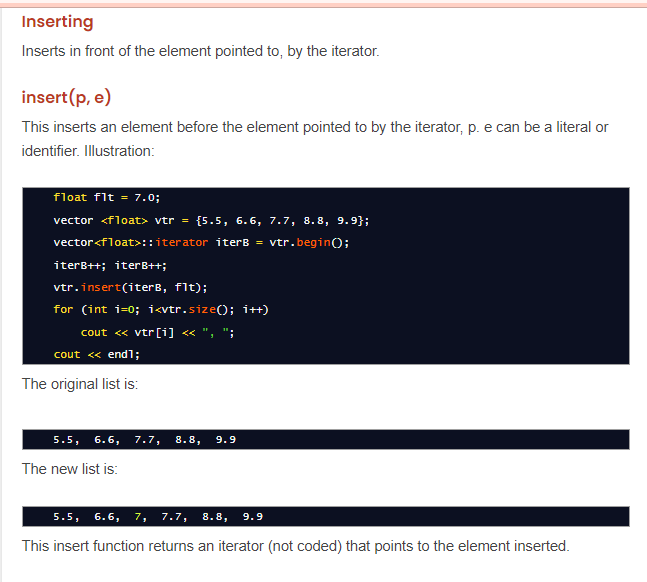 Inserting
Inserts in front of the element pointed to, by the iterator.
insert(p, e)
This inserts an element before the element pointed to by the iterator, p. e can be a literal or
identifier. Illustration:
float flt = 7.0;
vector <float> vtr = {5.5, 6.6, 7.7, 8.8, 9.9};
vector<float>::iterator iterB = vtr.begin();
iterB++; iterB++;
vtr.insert(iterB, flt);
for (int i=0; i<vtr.size(); i++)
    cout << vtr[i] << ", ";
cout << endl;
The original list is:
5.5,  6.6,  7.7,  8.8,  9.9
The new list is:
5.5,  6.6,  7,  7.7,  8.8,  9.9
This insert function returns an iterator (not coded) that points to the element inserted.